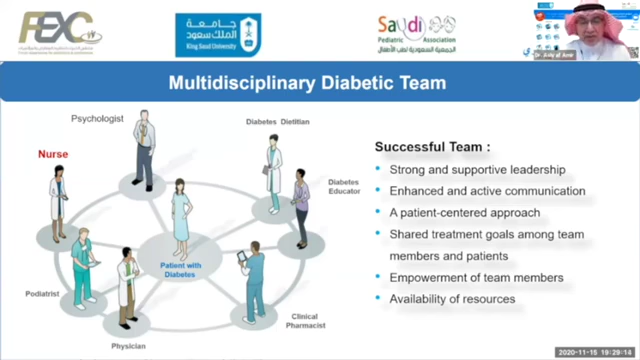 FEXC
جــامـعــة
الملك سعود
King Saud University
Saudi
Pediatric Association
الجمعية السعودية لطب الأطفال
Multidisciplinary Diabetic Team
Psychologist
Diabetes Dietitian
Nurse
Diabetes
Educator
Patient with
Diabetes
Podiatrist
Physician
Clinical
Pharmacist
Successful Team :
• Strong and supportive leadership
• Enhanced and active communication
• A patient-centered approach
• Shared treatment goals among team
members and patients
• Empowerment of team members
• Availability of resources
2020-11-15 19:29:14